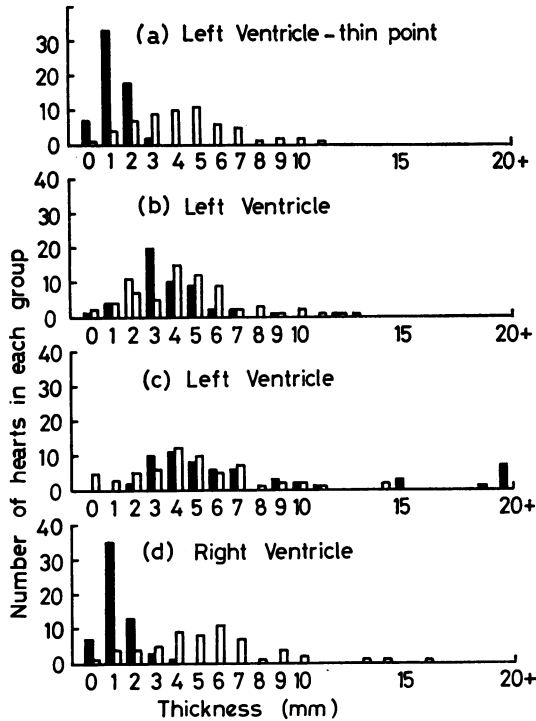 (a) Left Ventricle - thin point
30
20
10
0
0 1 2 3 4 5 6 7 8 9 10 15 20+
(b) Left Ventricle
40
30
20
10
0
0 1 2 3 4 5 6 7 8 9 10 15 20+
(c) Left Ventricle
40
30
20
10
0
0 1 2 3 4 5 6 7 8 9 10 15 20+
(d) Right Ventricle
40
30
20
10
0
0 1 2 3 4 5 6 7 8 9 10 15 20+
Thickness (mm)
Number of hearts in each group